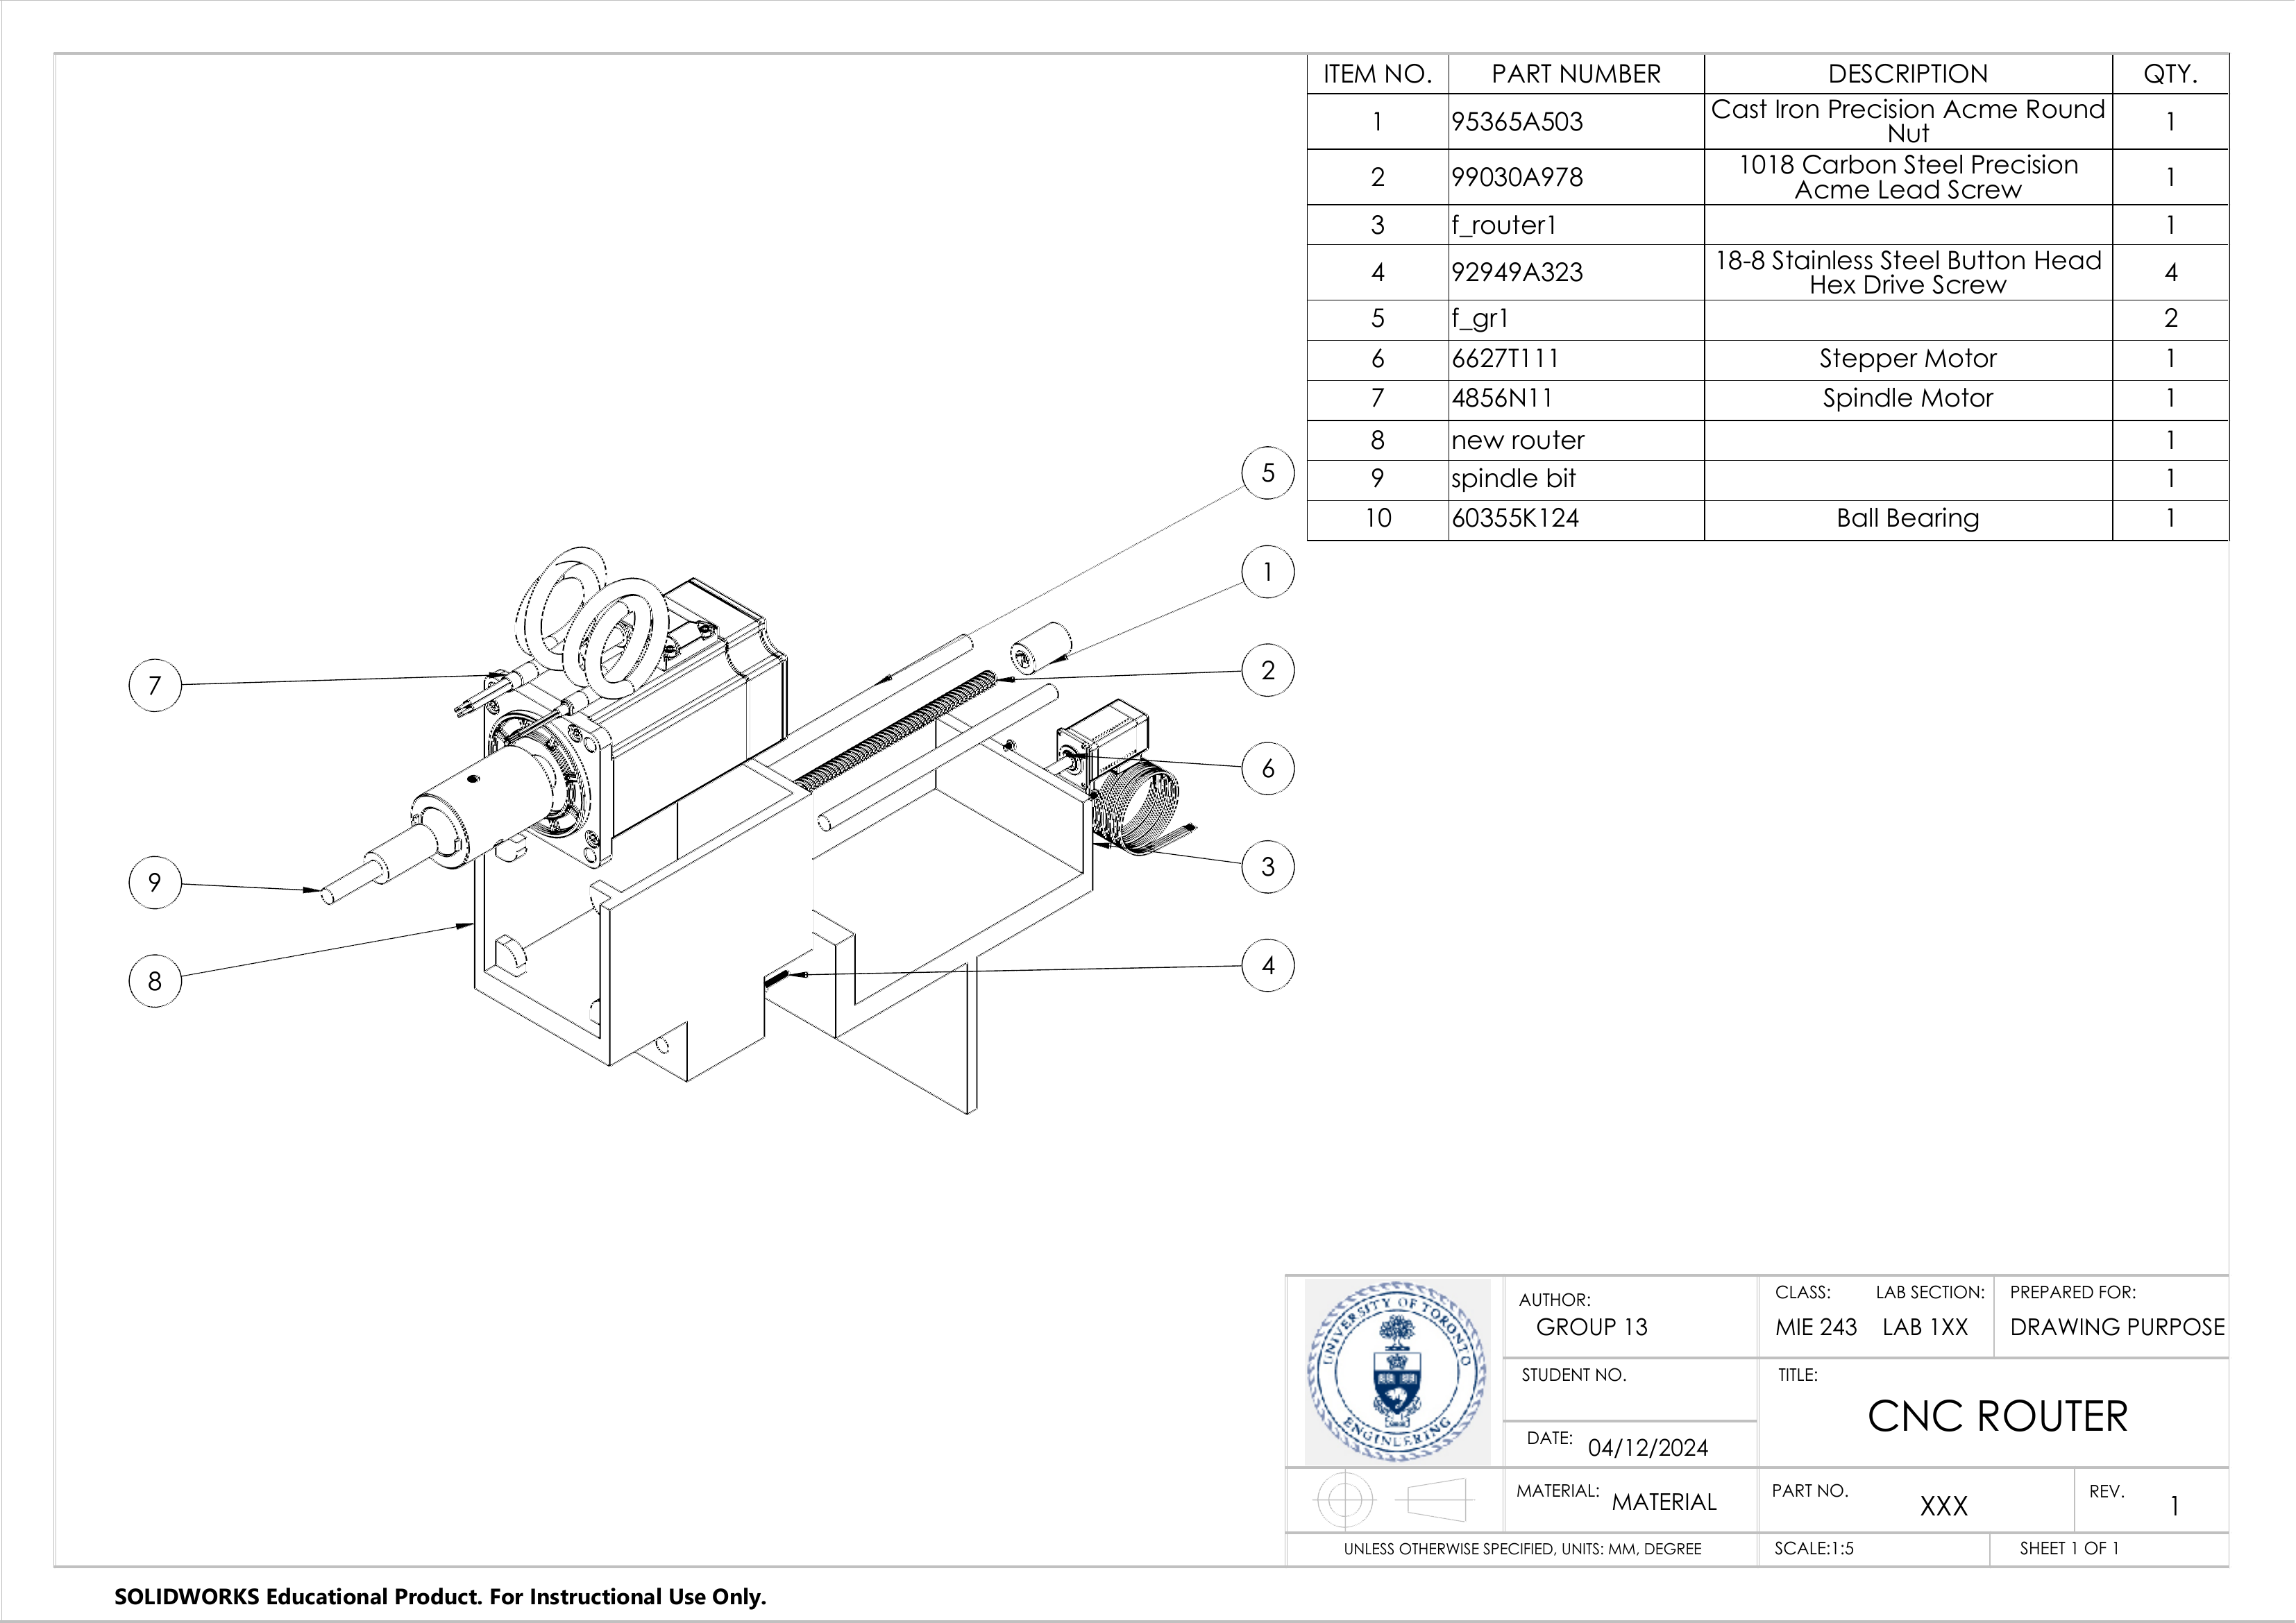 ITEM NO. PART NUMBER DESCRIPTION QTY.
1 95365A503 Cast Iron Precision Acme Round Nut 1
2 99030A978 1018 Carbon Steel Precision Acme Lead Screw 1
3 f_router1 1
4 92949A323 18-8 Stainless Steel Button Head Hex Drive Screw 4
5 f_gr1 2
6 6627T111 Stepper Motor 1
7 4856N11 Spindle Motor 1
8 new router 1
9 spindle bit 1
10 60355K124 Ball Bearing 1
5
1
2
7
6
3
9
4
8
UNIVERSITY OF TORONTO
ENGINEERING
AUTHOR:
GROUP 13
CLASS: LAB SECTION: PREPARED FOR:
MIE 243 LAB 1XX DRAWING PURPOSE
STUDENT NO.
TITLE:
CNC ROUTER
DATE: 04/12/2024
MATERIAL: MATERIAL
PART NO. XXX
REV. 1
UNLESS OTHERWISE SPECIFIED, UNITS: MM, DEGREE
SCALE:1:5
SHEET 1 OF 1
SOLIDWORKS Educational Product. For Instructional Use Only.